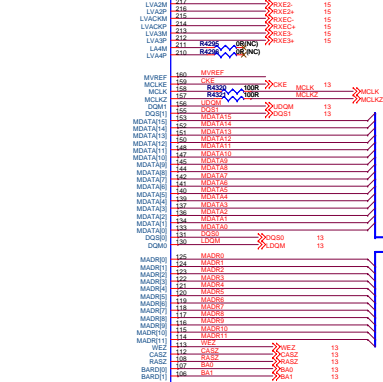 LVA2M 217 RXE2- 15
LVA2P 216 RXE2+ 15
LVACKM 215 RXEC- 15
LVACKP 214 RXEC+ 15
LVA3M 213 RXE3- 15
LVA3P 212 RXE3+ 15
LA4M 211 R4295 0R(NC)
LVA4P 210 R4296 0R(NC)
MVREF 160 MVREF
MCLKE 159 CKE CKE 13
MCLK 158 R4320 100R MCLK MCLK
MCLKZ 157 R4321 100R MCLKZ MCLKZ
DQM1 156 UDQM UDQM 13
DQS[1] 155 DQS1 DQS1 13
MDATA[15] 153 MDATA15
MDATA[14] 152 MDATA14
MDATA[13] 151 MDATA13
MDATA[12] 150 MDATA12
MDATA[11] 148 MDATA11
MDATA[10] 147 MDATA10
MDATA[9] 145 MDATA9
MDATA[8] 144 MDATA8
MDATA[7] 142 MDATA7
MDATA[6] 141 MDATA6
MDATA[5] 140 MDATA5
MDATA[4] 139 MDATA4
MDATA[3] 137 MDATA3
MDATA[2] 136 MDATA2
MDATA[1] 134 MDATA1
MDATA[0] 133 MDATA0
DQS[0] 131 DQS0 DQS0 13
DQM0 130 LDQM LDQM 13
MADR[0] 125 MADR0
MADR[1] 124 MADR1
MADR[2] 123 MADR2
MADR[3] 122 MADR3
MADR[4] 121 MADR4
MADR[5] 120 MADR5
MADR[6] 119 MADR6
MADR[7] 118 MADR7
MADR[8] 117 MADR8
MADR[9] 116 MADR9
MADR[10] 115 MADR10
MADR[11] 114 MADR11
WEZ 113 WEZ WEZ 13
CASZ 112 CASZ CASZ 13
RASZ 108 RASZ RASZ 13
BARD[0] 107 BA0 BA0 13
BARD[1] 106 BA1 BA1 13